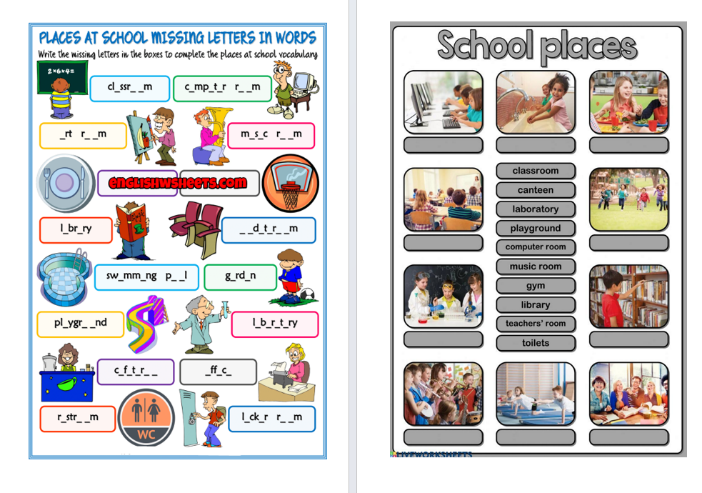 PLACES AT SCHOOL MISSING LETTERS IN WORDS
Write the missing letters in the boxes to complete the places at school vocabulary
2x6x4=
cl_ssr_ _m
c_mp_t_r r_ _m
_rt r_ _m
m_s_c r_ _m
ENGLISHWSHEETS.COM
l_br_ry
_ _d_t_r_ _m
sw_mm_ng p_ _l
g_rd_n
pl_ygr_ _nd
l_b_r_t_ry
c_f_t_r_ _
_ff_c_
r_str_ _m
WC
l_ck_r r_ _m
School places
classroom
canteen
laboratory
playground
computer room
music room
gym
library
teachers' room
toilets
LIVEWORKSHEETS